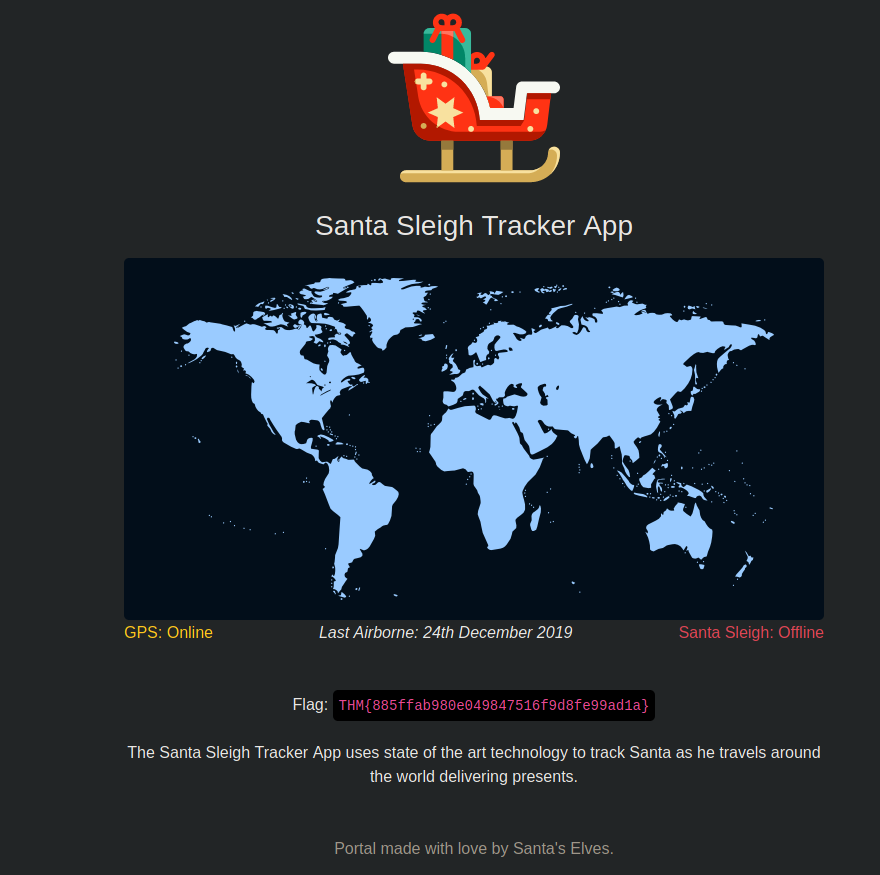 Santa Sleigh Tracker App
GPS: Online
Last Airborne: 24th December 2019
Santa Sleigh: Offline
Flag: THM{885ffab980e049847516f9d8fe99ad1a}
The Santa Sleigh Tracker App uses state of the art technology to track Santa as he travels around
the world delivering presents.
Portal made with love by Santa's Elves.